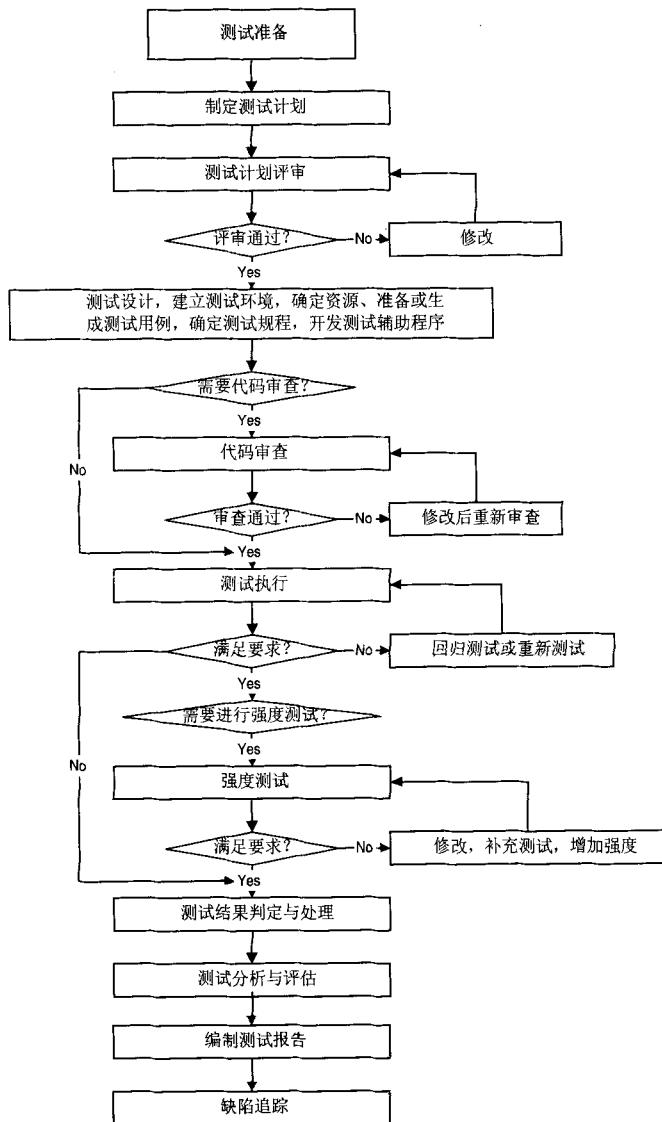 测试准备
制定测试计划
测试计划评审
评审通过?
No
修改
Yes
测试设计，建立测试环境，确定资源、准备或生
成测试用例，确定测试规程，开发测试辅助程序
需要代码审查?
Yes
代码审查
No
审查通过?
No
修改后重新审查
Yes
测试执行
满足要求?
No
回归测试或重新测试
Yes
需要进行强度测试?
Yes
No
强度测试
满足要求?
No
修改，补充测试，增加强度
Yes
测试结果判定与处理
测试分析与评估
编制测试报告
缺陷追踪